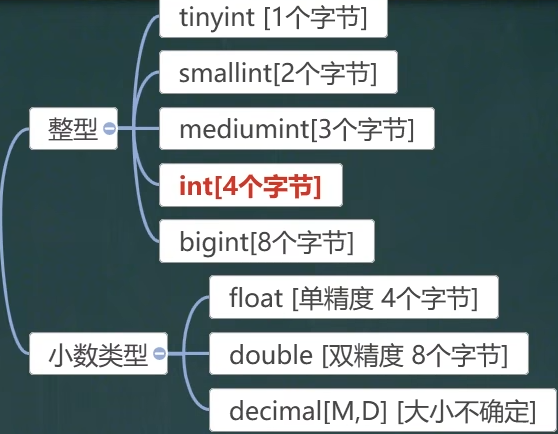 整型
tinyint [1个字节]
smallint[2个字节]
mediumint[3个字节]
int[4个字节]
bigint[8个字节]
小数类型
float [单精度 4个字节]
double [双精度 8个字节]
decimal[M,D] [大小不确定]